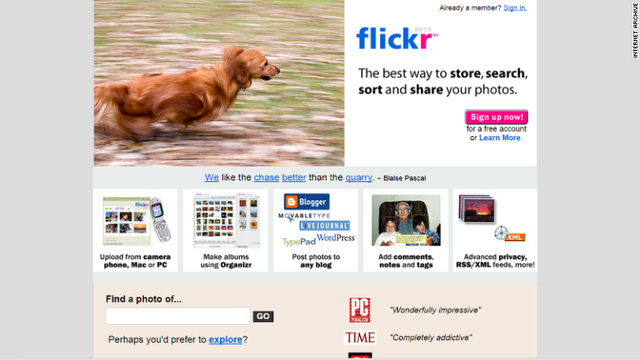 Already a member? Sign in.
INTERNET ARCHIVE
flickr BETA TM
The best way to store, search,
sort and share your photos.
Sign up now!
for a free account
or Learn More.
We like the chase better than the quarry. - Blaise Pascal
flickr
Upload from camera
phone, Mac or PC
Make albums
using Organizr
Blogger
MOVABLETYPE
LIVEJOURNAL
TypePad WordPress
Post photos to
any blog
Add comments,
notes and tags
XML
Advanced privacy,
RSS/XML feeds, more!
Find a photo of...
GO
Perhaps you'd prefer to explore?
PC
"Wonderfully impressive"
TIME
"Completely addictive"